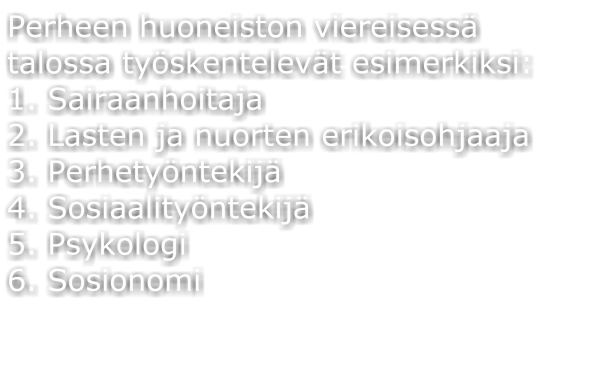 Perheen huoneiston viereisessä
talossa työskentelevät esimerkiksi:
1. Sairaanhoitaja
2. Lasten ja nuorten erikoisohjaaja
3. Perhetyöntekijä
4. Sosiaalityöntekijä
5. Psykologi
6. Sosionomi